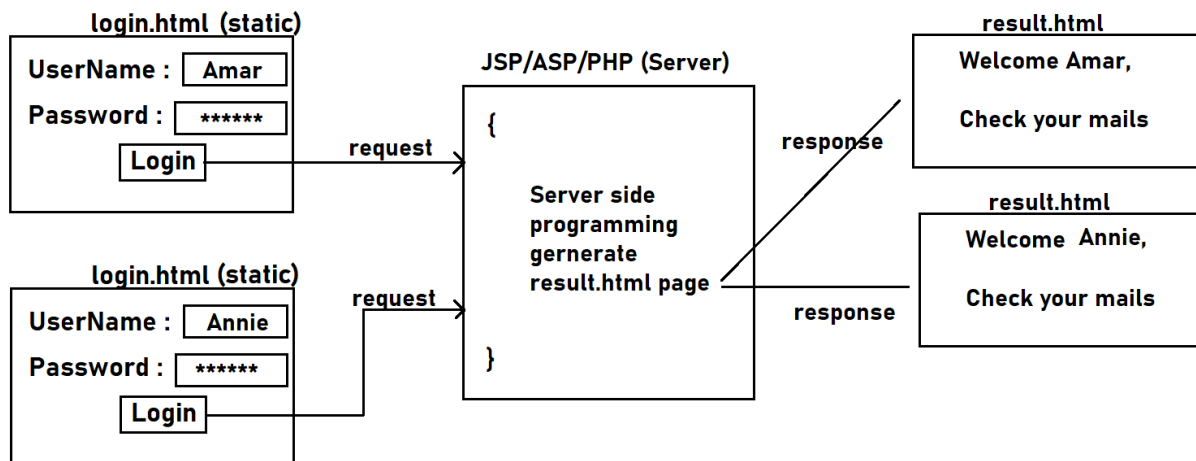 login.html (static)
UserName : Amar
Password : ******
Login
request
login.html (static)
UserName : Annie
Password : ******
Login
request
JSP/ASP/PHP (Server)
{
Server side
programming
gernerate
result.html page
}
response
response
result.html
Welcome Amar,
Check your mails
result.html
Welcome Annie,
Check your mails